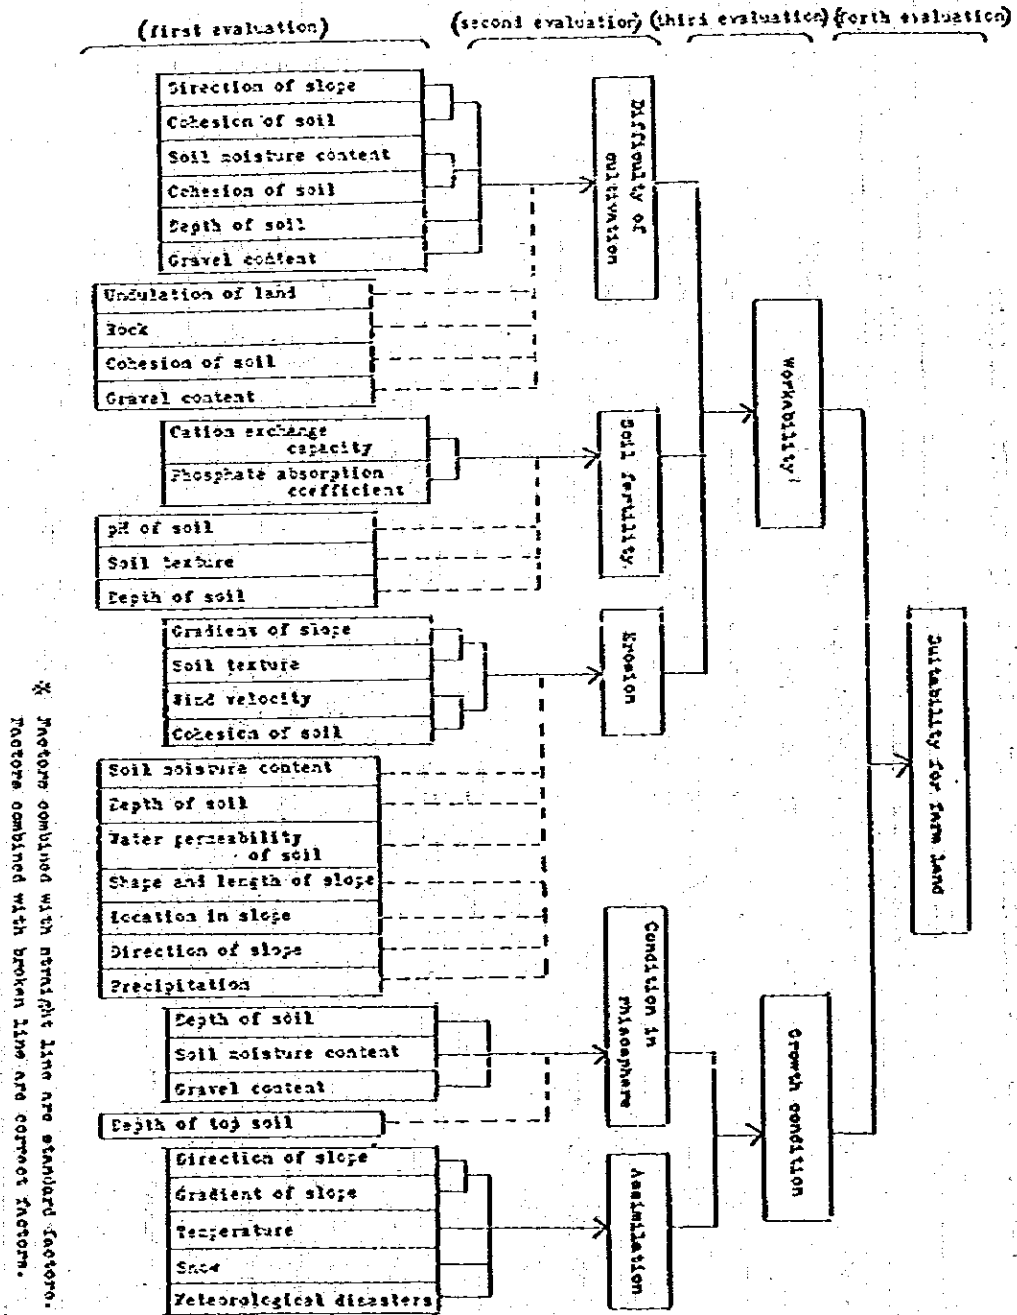 (first evaluation)
(second evaluation)
(third evaluation)
(forth evaluation)
Direction of slope
Cohesion of soil
Soil moisture content
Cohesion of soil
Depth of soil
Gravel content
Undulation of land
Rock
Cohesion of soil
Gravel content
Cation exchange
capacity
Phosphate absorption
coefficient
pH of soil
Soil texture
Depth of soil
Gradient of slope
Soil texture
Wind velocity
Cohesion of soil
Soil moisture content
Depth of soil
Water permeability
of soil
Shape and length of slope
Location in slope
Direction of slope
Precipitation
Depth of soil
Soil moisture content
Gravel content
Depth of top soil
Direction of slope
Gradient of slope
Temperature
Snow
Meteorological disasters
Difficulty of
cultivation
Soil fertility
Erosion
Condition in
rhisosphere
Assimilation
Workability
Growth condition
Suitability for farm land
※ Factors combined with straight line are standard factors.
Factors combined with broken line are correct factors.